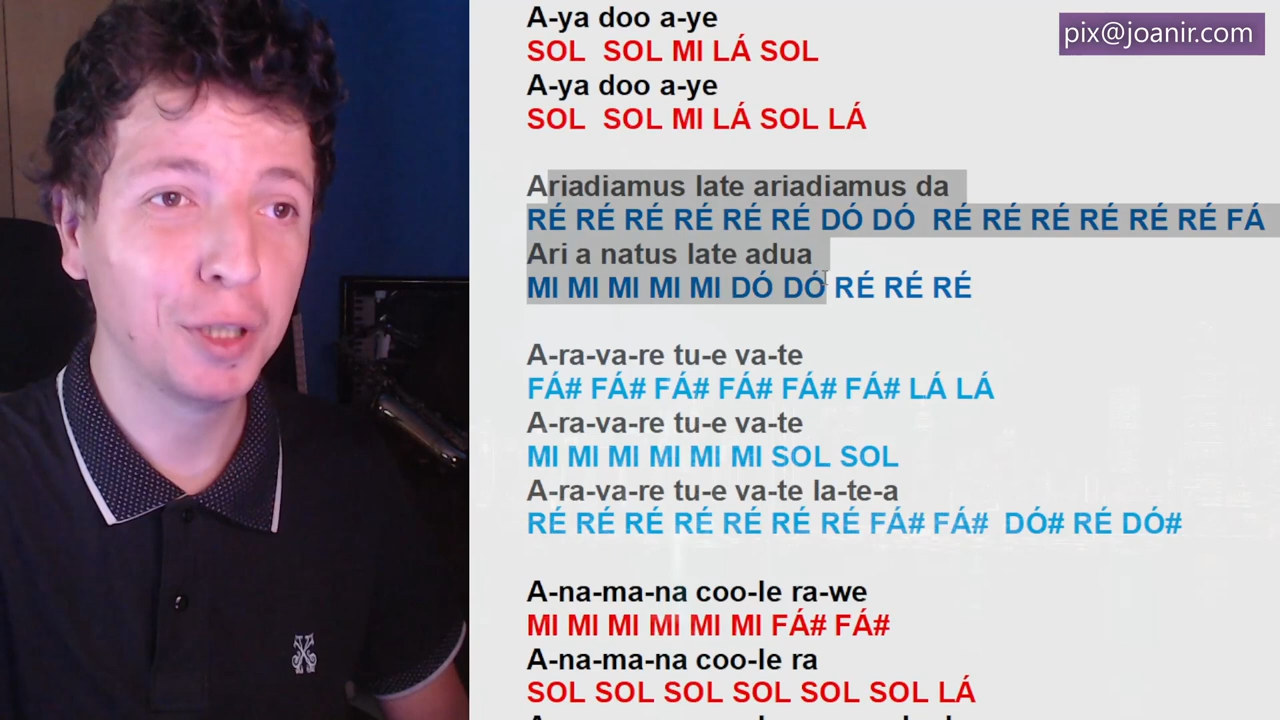 pix@joanir.com
A-ya doo a-ye
SOL SOL MI LÁ SOL
A-ya doo a-ye
SOL SOL MI LÁ SOL LÁ
Ariadiamus late ariadiamus da
RÉ RÉ RÉ RÉ RÉ RÉ DÓ DÓ RÉ RÉ RÉ RÉ RÉ RÉ FÁ
Ari a natus late adua
MI MI MI MI MI DÓ DÓ RÉ RÉ RÉ
A-ra-va-re tu-e va-te
FÁ# FÁ# FÁ# FÁ# FÁ# FÁ# LÁ LÁ
A-ra-va-re tu-e va-te
MI MI MI MI MI MI SOL SOL
A-ra-va-re tu-e va-te la-te-a
RÉ RÉ RÉ RÉ RÉ RÉ RÉ FÁ# FÁ# DÓ# RÉ DÓ#
A-na-ma-na coo-le ra-we
MI MI MI MI MI MI FÁ# FÁ#
A-na-ma-na coo-le ra
SOL SOL SOL SOL SOL SOL LÁ